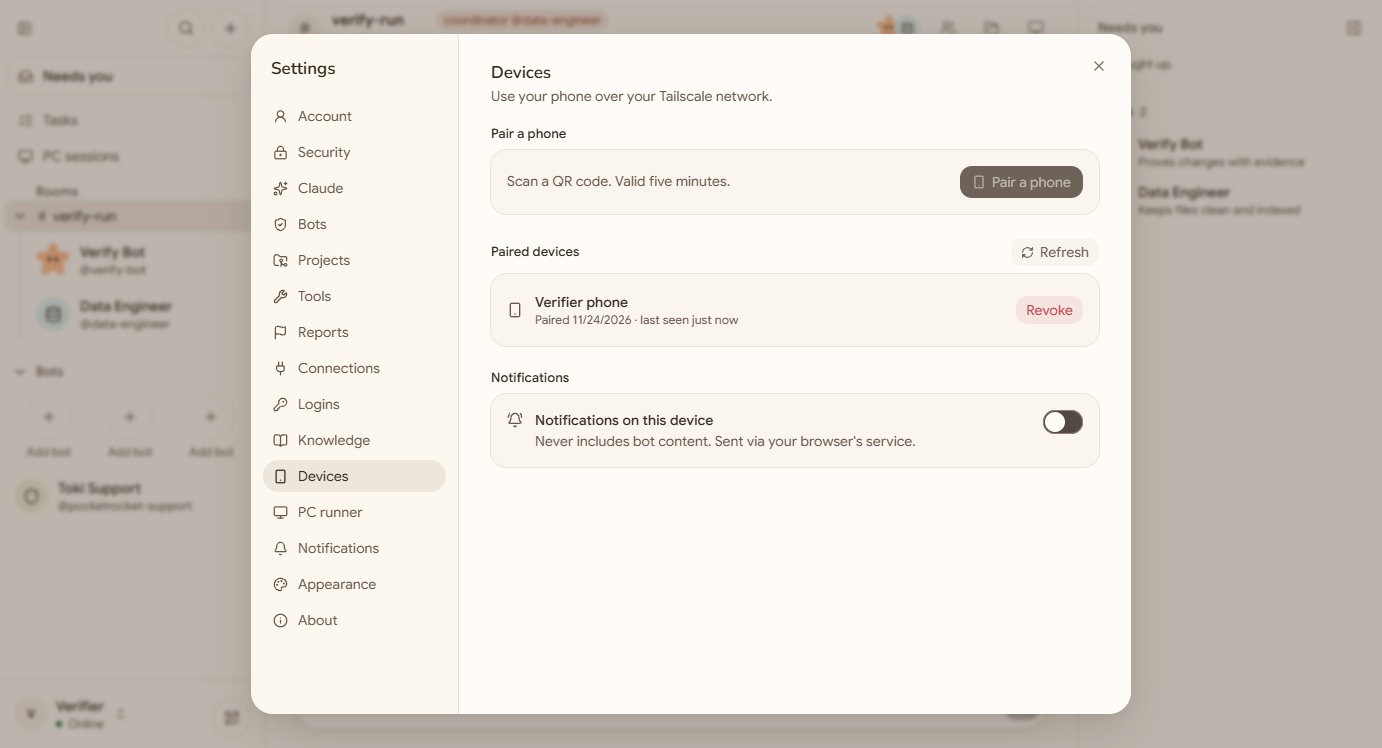 verify-run
coordinator @data-engineer
Needs you
Needs you
ught up.
Tasks
PC sessions
2
Rooms
# verify-run
Verify Bot
@verify-bot
Data Engineer
@data-engineer
Bots
Add bot
Add bot
Add bot
Toki Support
@pocketrocket-support
V
Verifier
Online
Verify Bot
Proves changes with evidence
Data Engineer
Keeps files clean and indexed
Settings
Account
Security
Claude
Bots
Projects
Tools
Reports
Connections
Logins
Knowledge
Devices
PC runner
Notifications
Appearance
About
Devices
Use your phone over your Tailscale network.
Pair a phone
Scan a QR code. Valid five minutes.
Pair a phone
Paired devices
Refresh
Verifier phone
Paired 11/24/2026 · last seen just now
Revoke
Notifications
Notifications on this device
Never includes bot content. Sent via your browser's service.